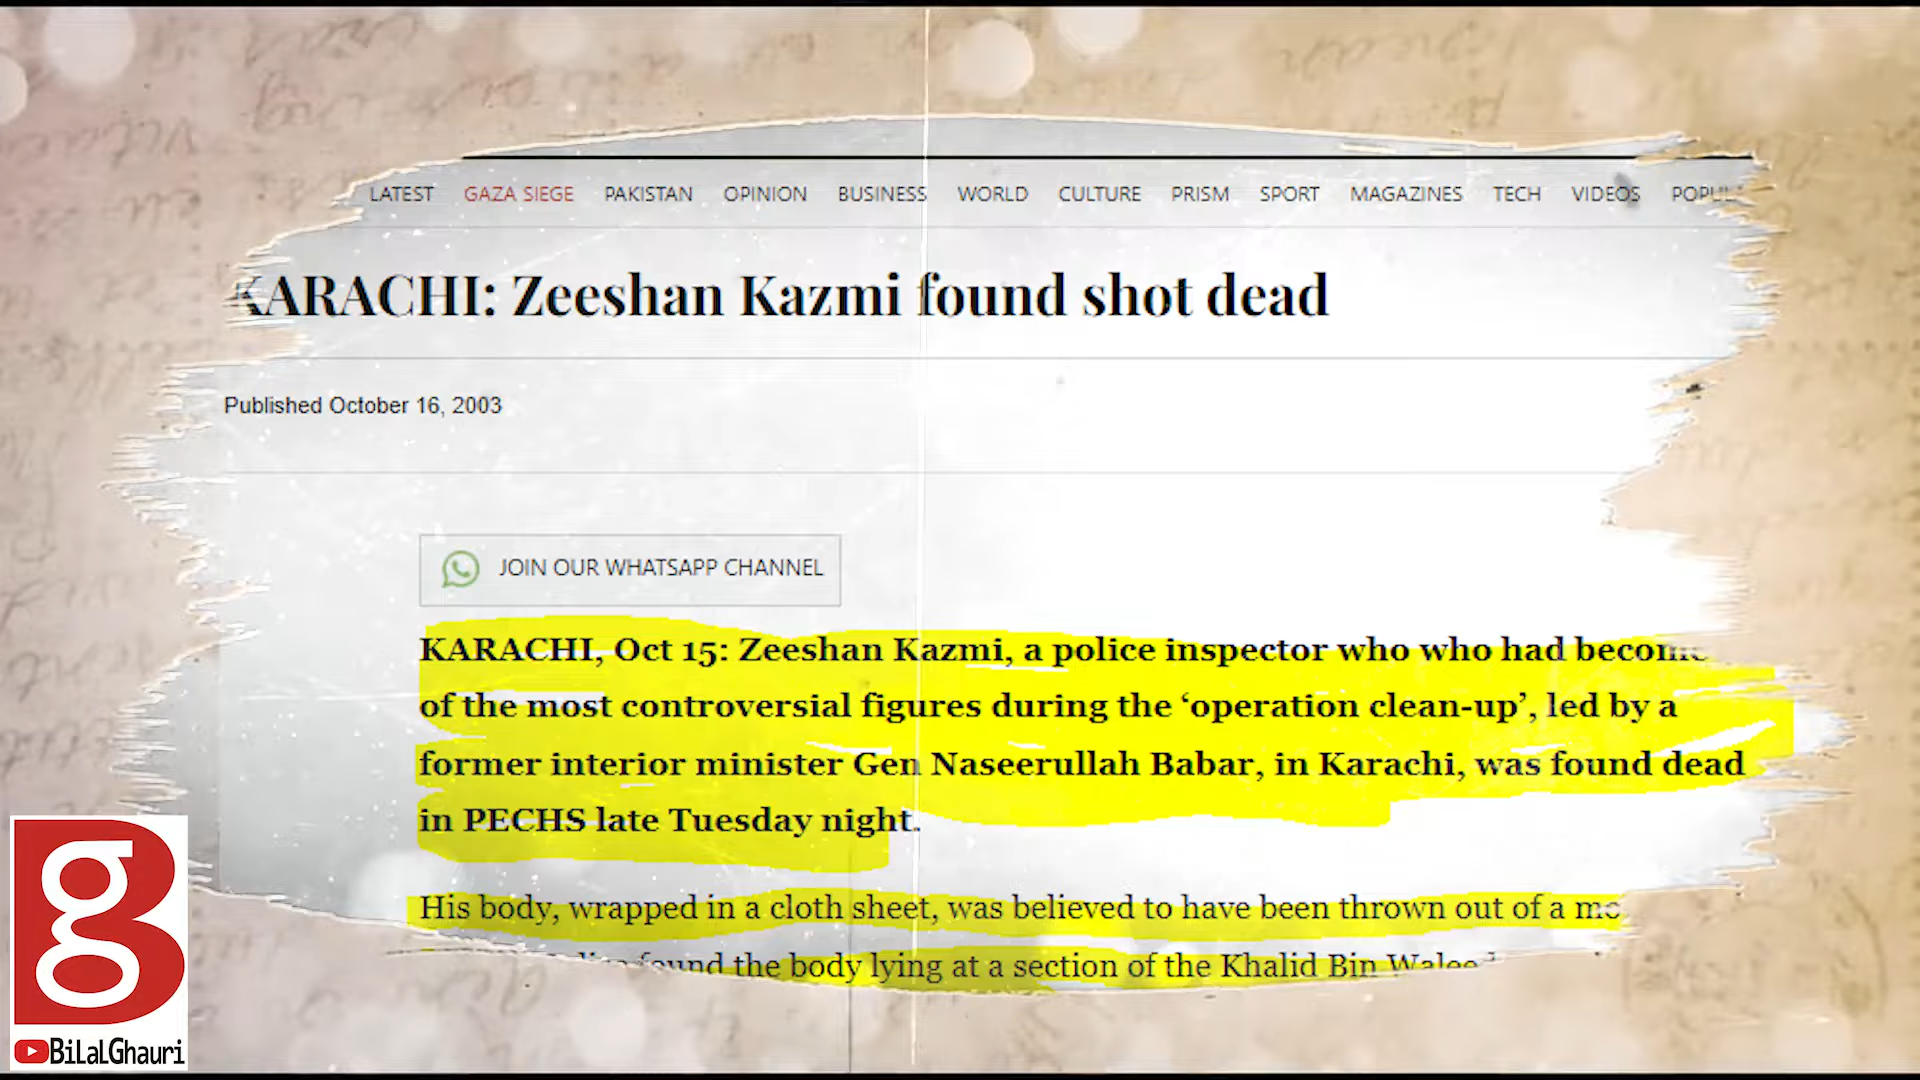 LATEST GAZA SIEGE PAKISTAN OPINION BUSINESS WORLD CULTURE PRISM SPORT MAGAZINES TECH VIDEOS
KARACHI: Zeeshan Kazmi found shot dead
Published October 16, 2003
JOIN OUR WHATSAPP CHANNEL
KARACHI, Oct 15: Zeeshan Kazmi, a police inspector who who had become
of the most controversial figures during the ‘operation clean-up’, led by a
former interior minister Gen Naseerullah Babar, in Karachi, was found dead
in PECHS late Tuesday night.
His body, wrapped in a cloth sheet, was believed to have been thrown out of a
found the body lying at a section of the Khalid Bin Waleed
gB
BiLaLGhauri